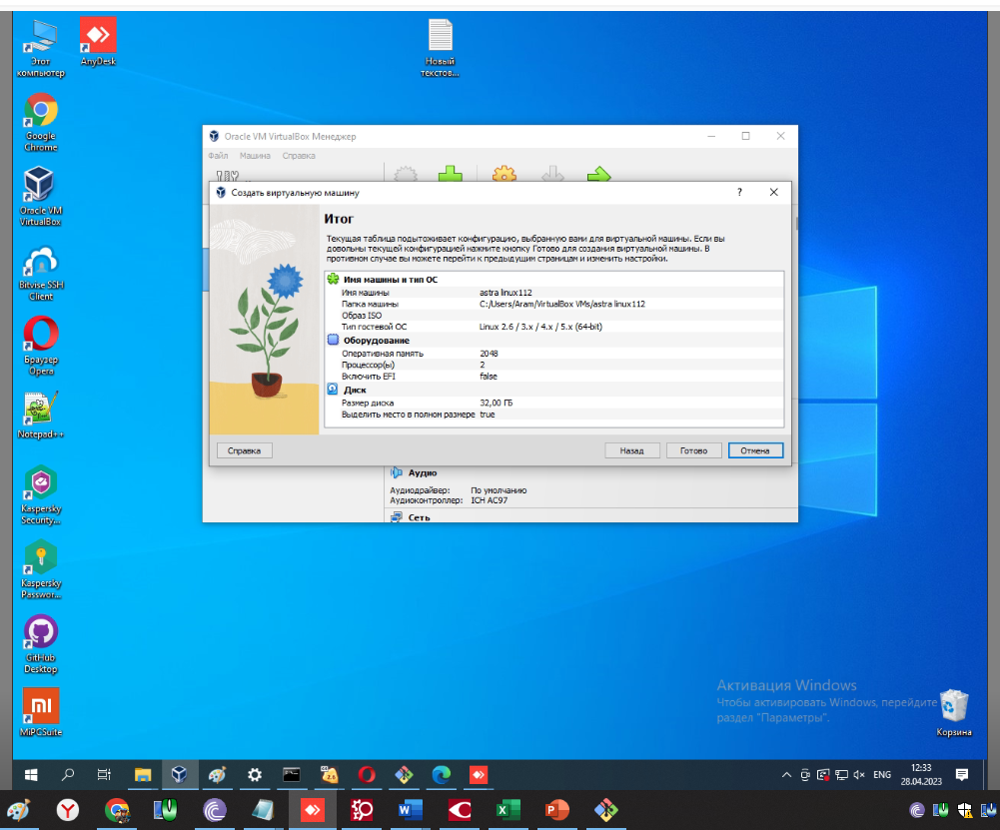 Этот
компьютер
AnyDesk
Новый
текстов...
Google
Chrome
Oracle VM
VirtualBox
Bitvise SSH
Client
Браузер
Opera
Notepad++
Kaspersky
Security...
Kaspersky
Passwor...
GitHub
Desktop
mi
MiPCSuite
Oracle VM VirtualBox Менеджер
Файл Машина Справка
Создать виртуальную машину
?
Итог
Текущая таблица подытоживает конфигурацию, выбранную вами для виртуальной машины. Если вы
довольны текущей конфигурацией нажмите кнопку Готово для создания виртуальной машины. В
противном случае вы можете перейти к предыдущим страницам и изменить настройки.
Имя машины и тип ОС
Имя машины astra linux112
Папка машины C:/Users/Aram/VirtualBox VMs/astra linux112
Образ ISO
Тип гостевой ОС Linux 2.6 / 3.x / 4.x / 5.x (64-bit)
Оборудование
Оперативная память 2048
Процессор(ы) 2
Включить EFI false
Диск
Размер диска 32,00 ГБ
Выделить место в полном размере true
Справка Назад Готово Отмена
Аудио
Аудиодрайвер: По умолчанию
Аудиоконтроллер: ICH AC97
Сеть
Активация Windows
Чтобы активировать Windows, перейдите
раздел "Параметры".
Корзина
ENG
12:33
28.04.2023